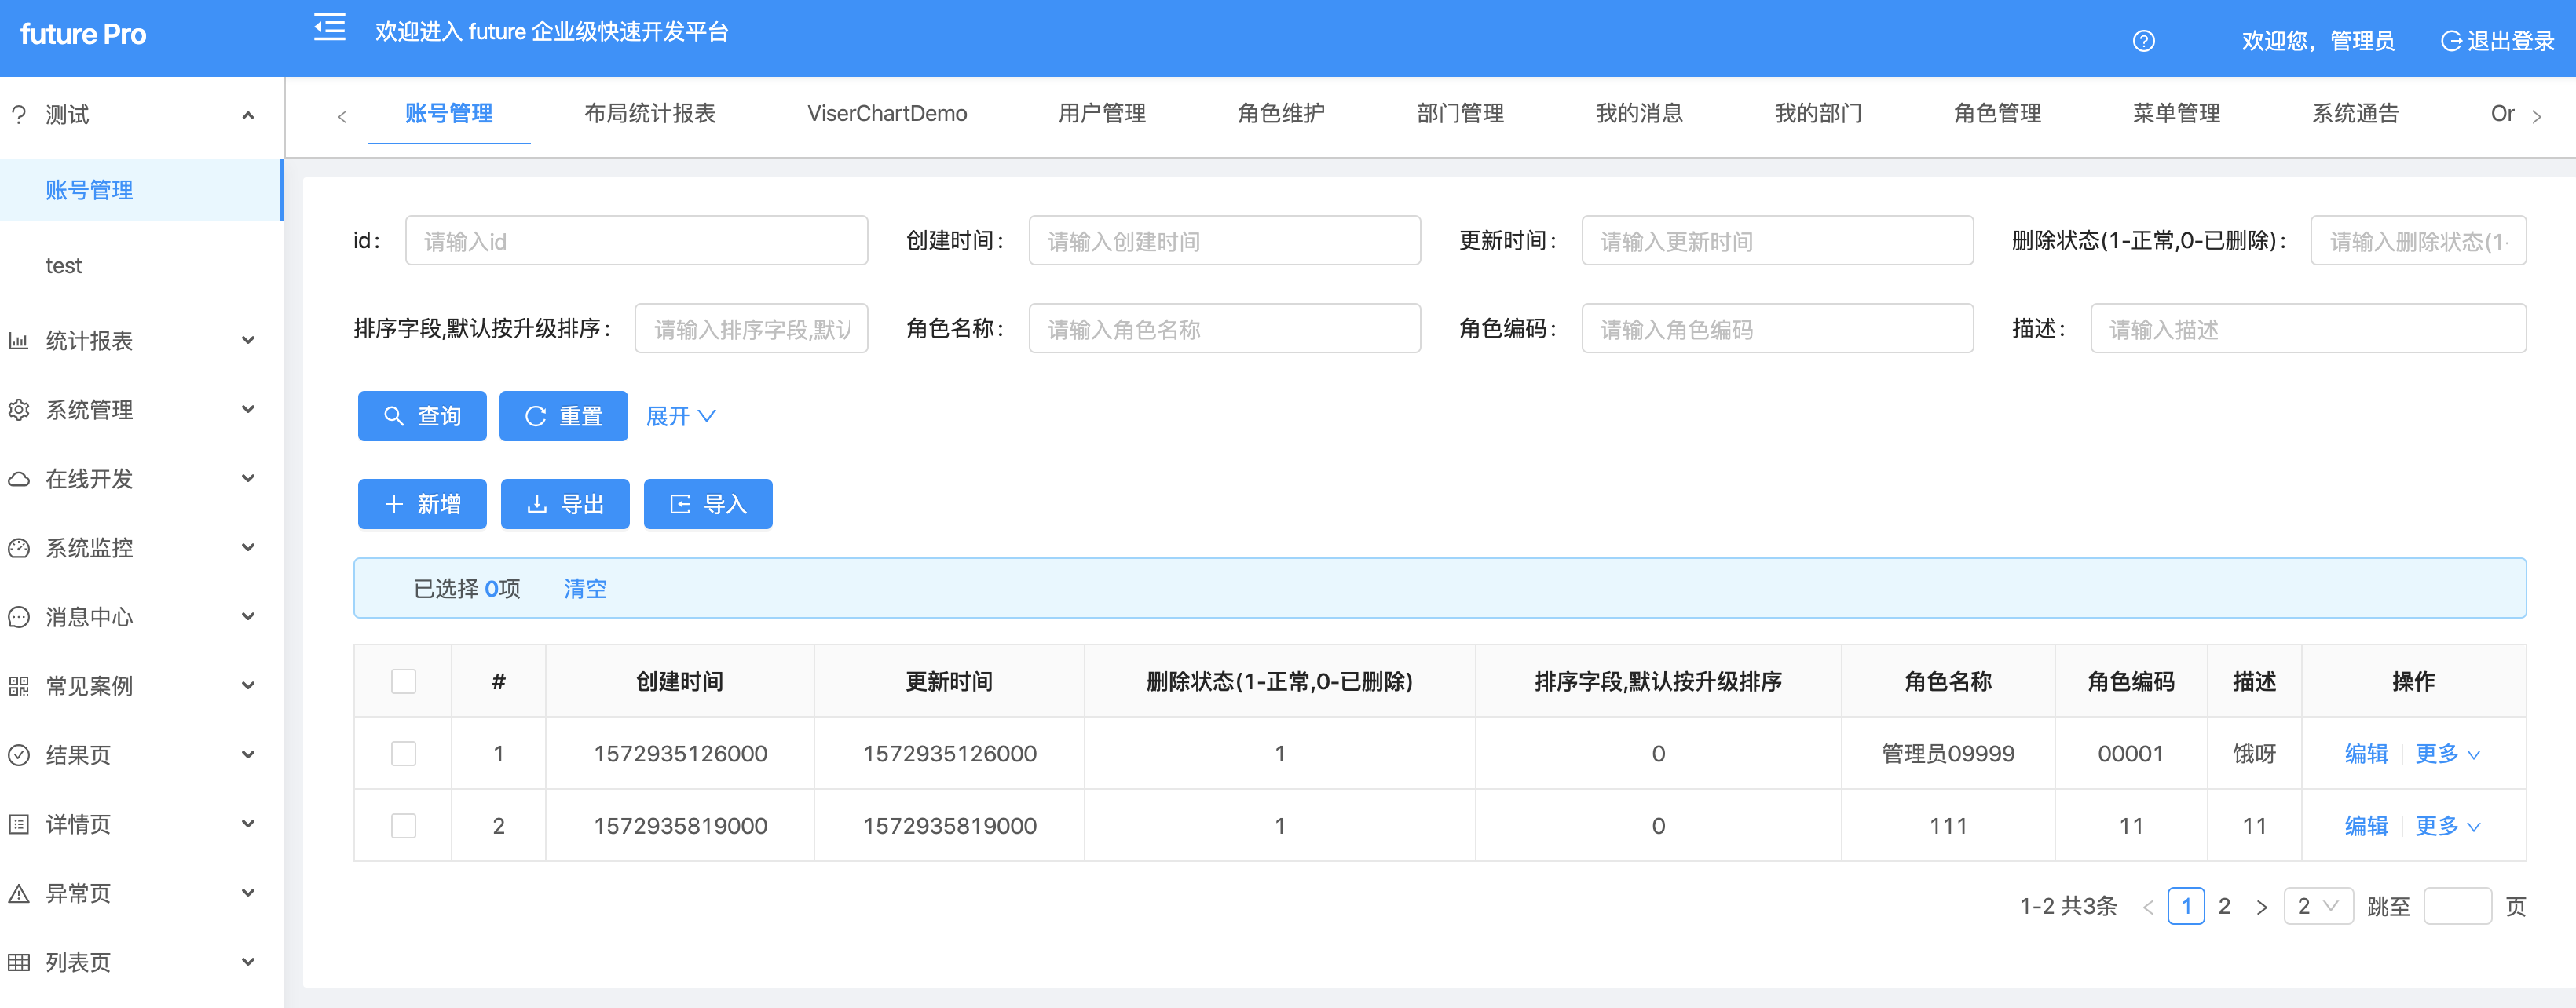 future Pro
欢迎进入 future 企业级快速开发平台
欢迎您，管理员
退出登录
测试
账号管理
test
统计报表
系统管理
在线开发
系统监控
消息中心
常见案例
结果页
详情页
异常页
列表页
账号管理 布局统计报表 ViserChartDemo 用户管理 角色维护 部门管理 我的消息 我的部门 角色管理 菜单管理 系统通告 Or
id： 请输入id 创建时间： 请输入创建时间 更新时间： 请输入更新时间 删除状态(1-正常,0-已删除)： 请输入删除状态(1-
排序字段,默认按升级排序： 请输入排序字段,默认 角色名称： 请输入角色名称 角色编码： 请输入角色编码 描述： 请输入描述
查询 重置 展开
新增 导出 导入
已选择 0项 清空
# 创建时间 更新时间 删除状态(1-正常,0-已删除) 排序字段,默认按升级排序 角色名称 角色编码 描述 操作
1 1572935126000 1572935126000 1 0 管理员09999 00001 饿呀 编辑 更多
2 1572935819000 1572935819000 1 0 111 11 11 编辑 更多
1-2 共3条 < 1 2 > 2 跳至 页